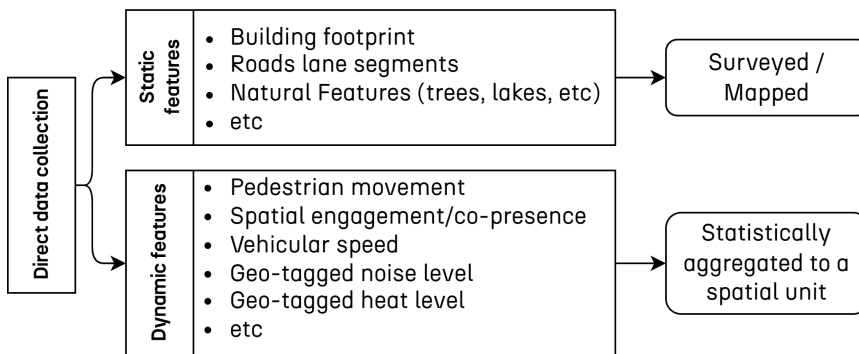 Direct data collection
Static
features
• Building footprint
• Roads lane segments
• Natural Features (trees, lakes, etc)
• etc
Surveyed /
Mapped
Dynamic features
• Pedestrian movement
• Spatial engagement/co-presence
• Vehicular speed
• Geo-tagged noise level
• Geo-tagged heat level
• etc
Statistically
aggregated to a
spatial unit